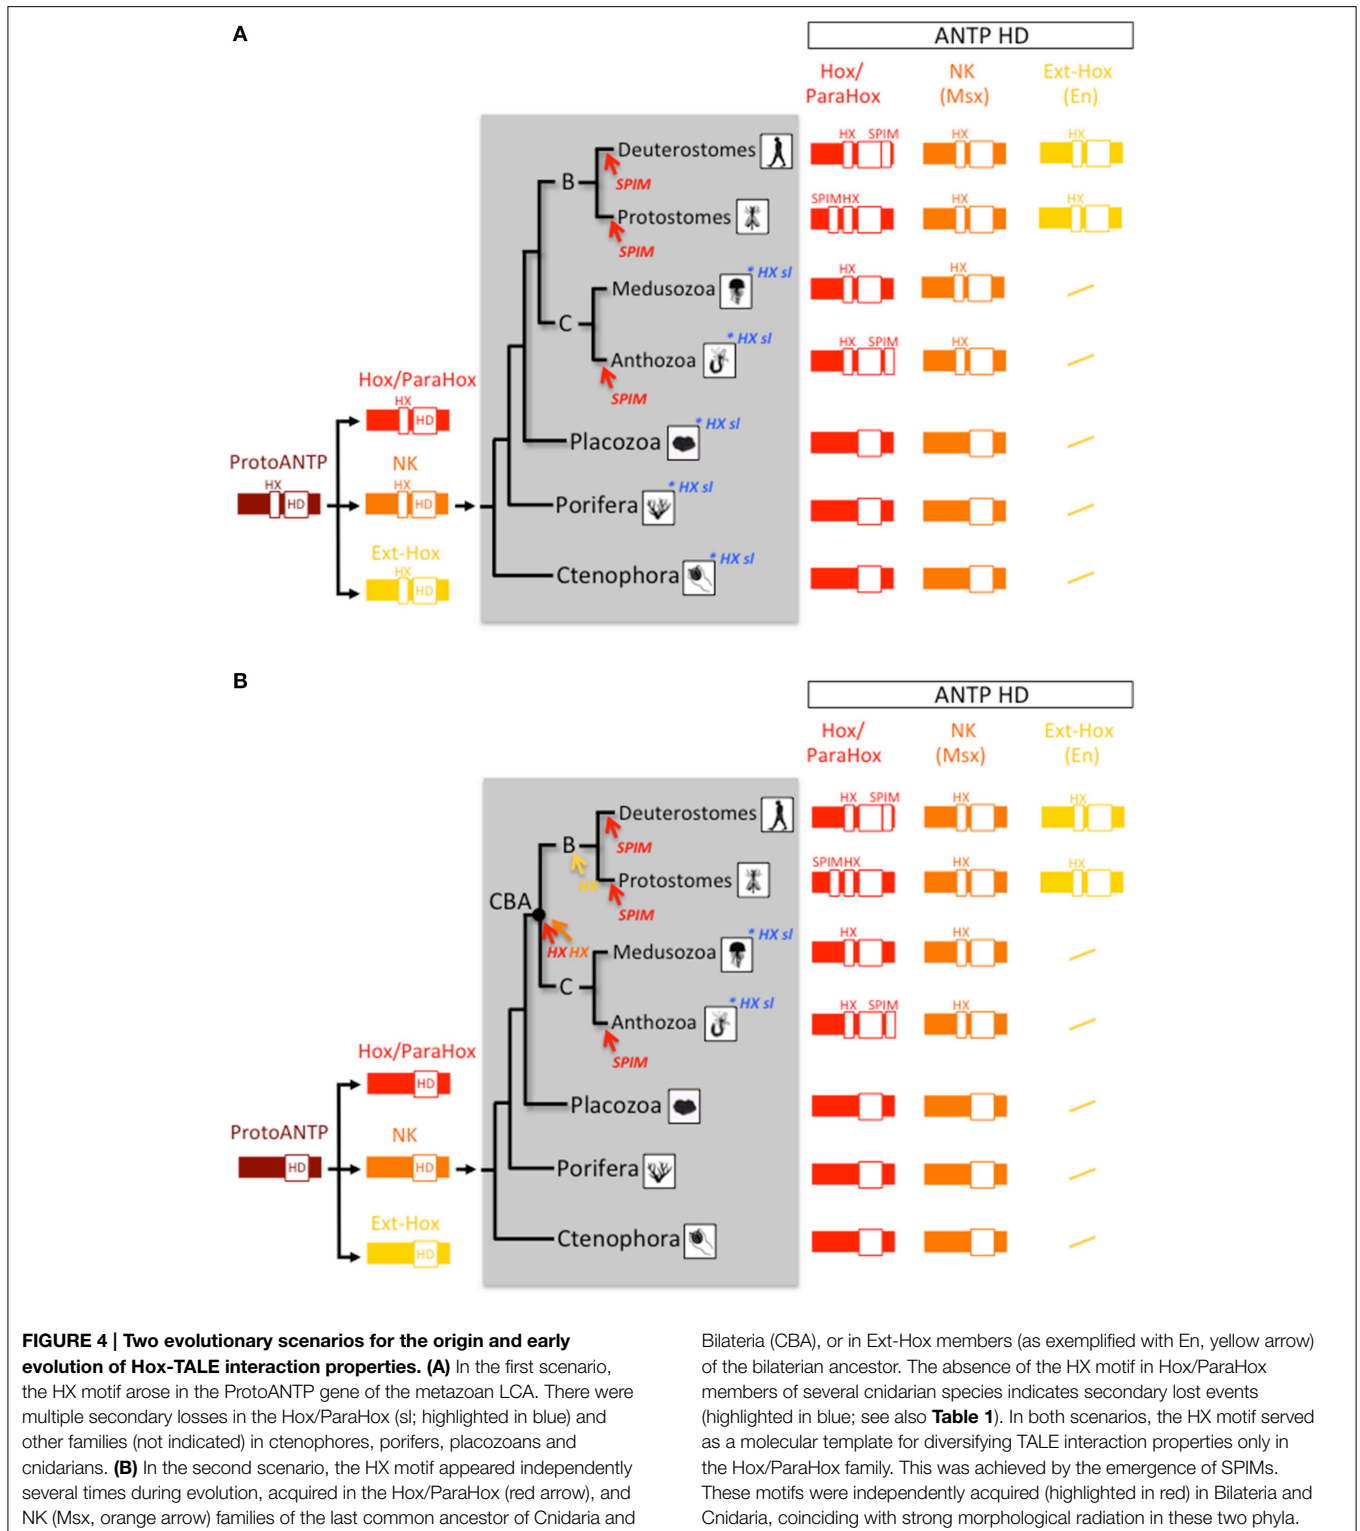 A
ANTP HD
Hox/
ParaHox
NK
(Msx)
Ext-Hox
(En)
HX SPIM
HX
HX
Deuterostomes
B
SPIM
SPIM HX
HX
HX
Protostomes
SPIM
* HX sl
HX
HX
Medusozoa
C
* HX sl
HX SPIM
HX
Anthozoa
SPIM
Hox/ParaHox
HX
HD
* HX sl
Placozoa
ProtoANTP
HX
HD
NK
HX
HD
* HX sl
Porifera
Ext-Hox
HX
HD
* HX sl
Ctenophora
B
ANTP HD
Hox/
ParaHox
NK
(Msx)
Ext-Hox
(En)
HX SPIM
HX
HX
Deuterostomes
B
SPIM
HX
SPIM HX
HX
HX
Protostomes
SPIM
CBA
HX HX
* HX sl
HX
HX
Medusozoa
C
* HX sl
HX SPIM
HX
Anthozoa
SPIM
Hox/ParaHox
HD
Placozoa
ProtoANTP
HD
NK
HD
Porifera
Ext-Hox
HD
Ctenophora
FIGURE 4 | Two evolutionary scenarios for the origin and early
evolution of Hox-TALE interaction properties. (A) In the first scenario,
the HX motif arose in the ProtoANTP gene of the metazoan LCA. There were
multiple secondary losses in the Hox/ParaHox (sl; highlighted in blue) and
other families (not indicated) in ctenophores, porifers, placozoans and
cnidarians. (B) In the second scenario, the HX motif appeared independently
several times during evolution, acquired in the Hox/ParaHox (red arrow), and
NK (Msx, orange arrow) families of the last common ancestor of Cnidaria and
Bilateria (CBA), or in Ext-Hox members (as exemplified with En, yellow arrow)
of the bilaterian ancestor. The absence of the HX motif in Hox/ParaHox
members of several cnidarian species indicates secondary lost events
(highlighted in blue; see also Table 1). In both scenarios, the HX motif served
as a molecular template for diversifying TALE interaction properties only in
the Hox/ParaHox family. This was achieved by the emergence of SPIMs.
These motifs were independently acquired (highlighted in red) in Bilateria and
Cnidaria, coinciding with strong morphological radiation in these two phyla.